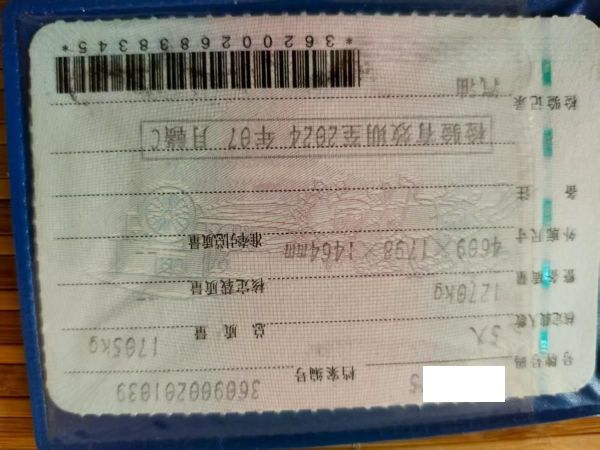 号牌号码 档案编号 360900201039
核定载人数 5人 总质量 1705kg
整备质量 1270kg 核定载质量
外廓尺寸 4609×1798×1464mm 准牵引总质量
备注
检验有效期至2024年07月赣C
检验记录 汽油
*3620026838345*